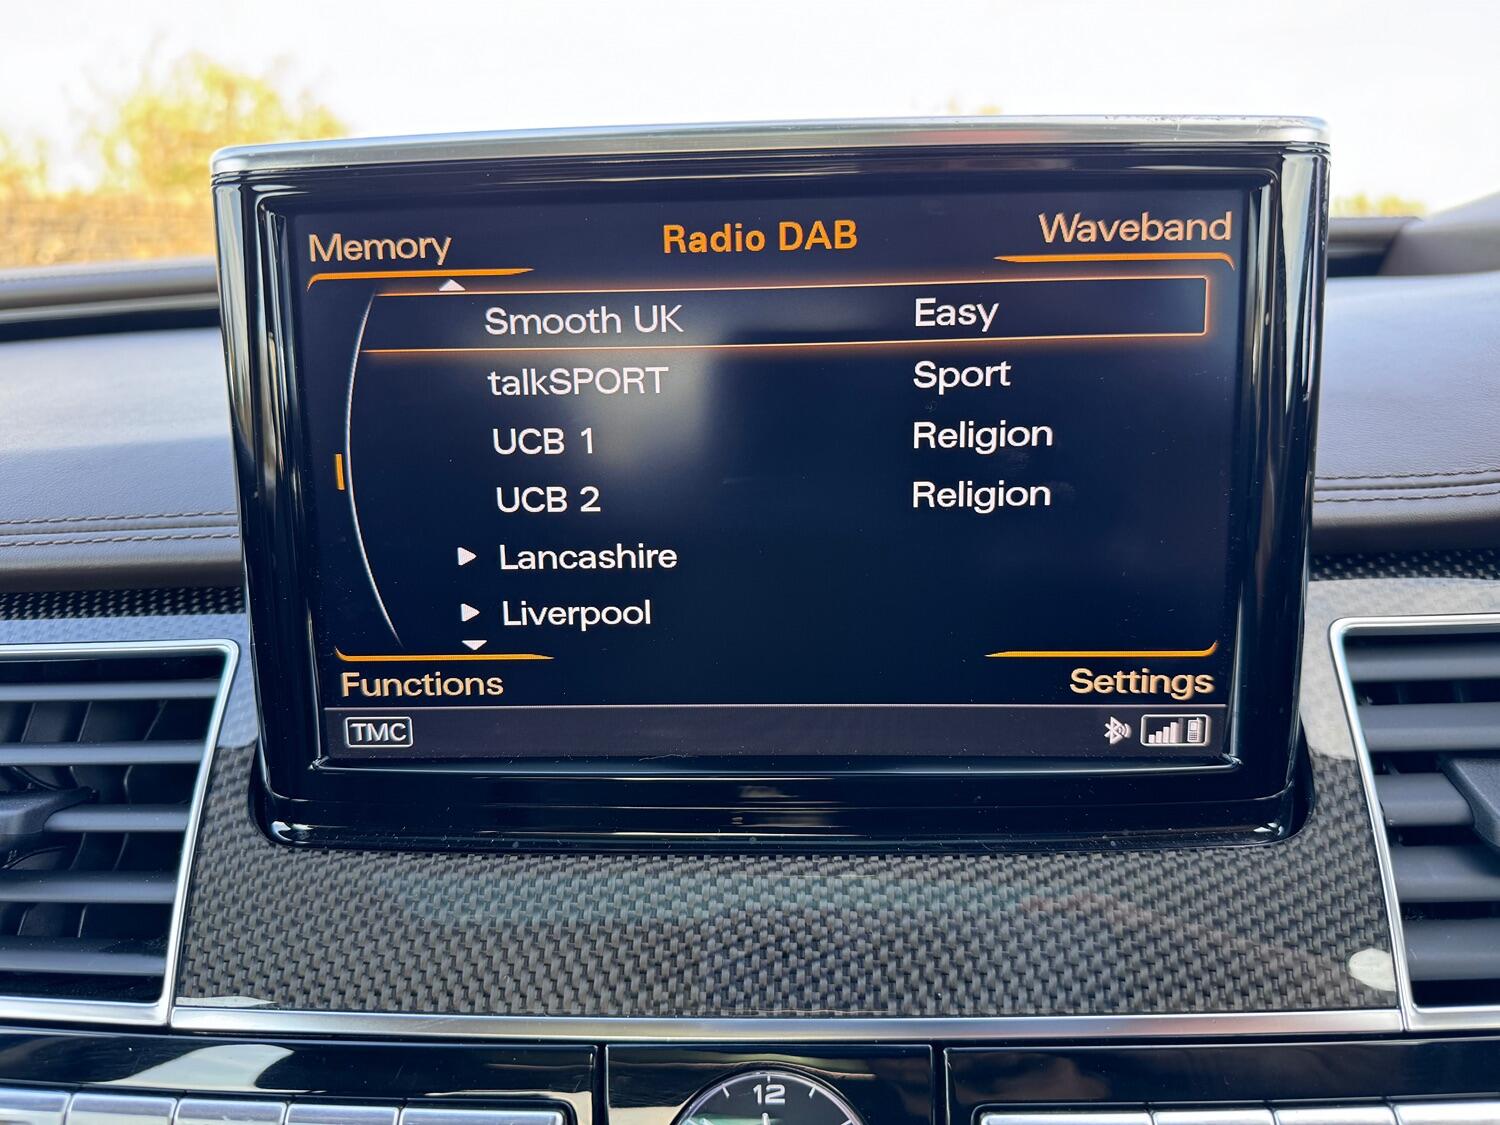 Memory Radio DAB Waveband
Smooth UK Easy
talkSPORT Sport
UCB 1 Religion
UCB 2 Religion
Lancashire
Liverpool
Functions Settings
TMC
12